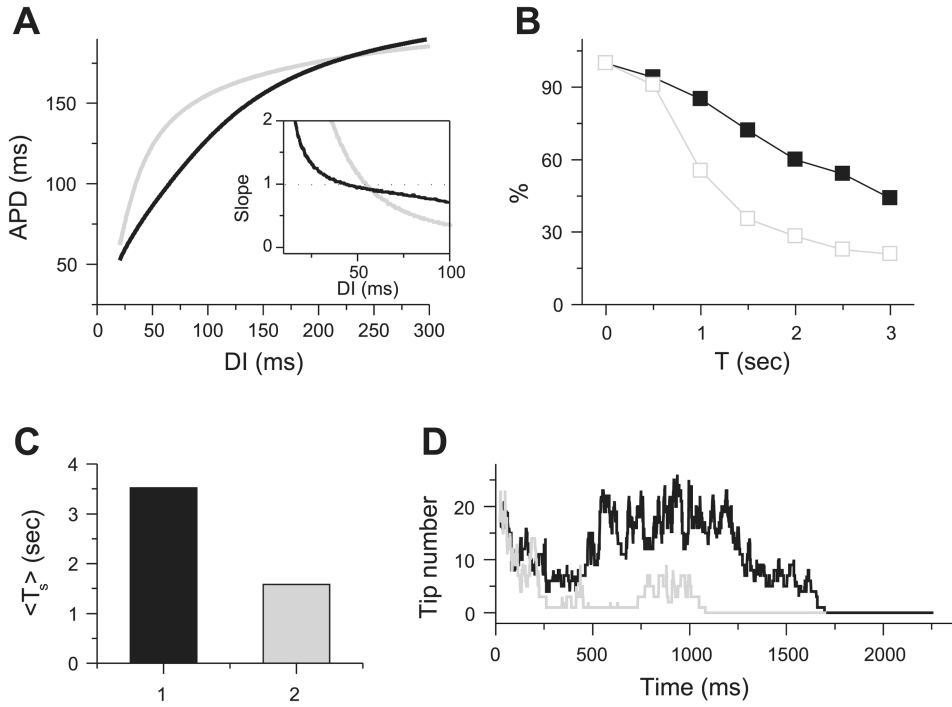 A
APD (ms)
150
100
50
0 50 100 150 200 250 300
DI (ms)
Slope
2
1
0
50 100
DI (ms)
B
%
90
60
30
0
0 1 2 3
T (sec)
C
<Ts> (sec)
4
3
2
1
0
1 2
D
Tip number
20
10
0
0 500 1000 1500 2000
Time (ms)